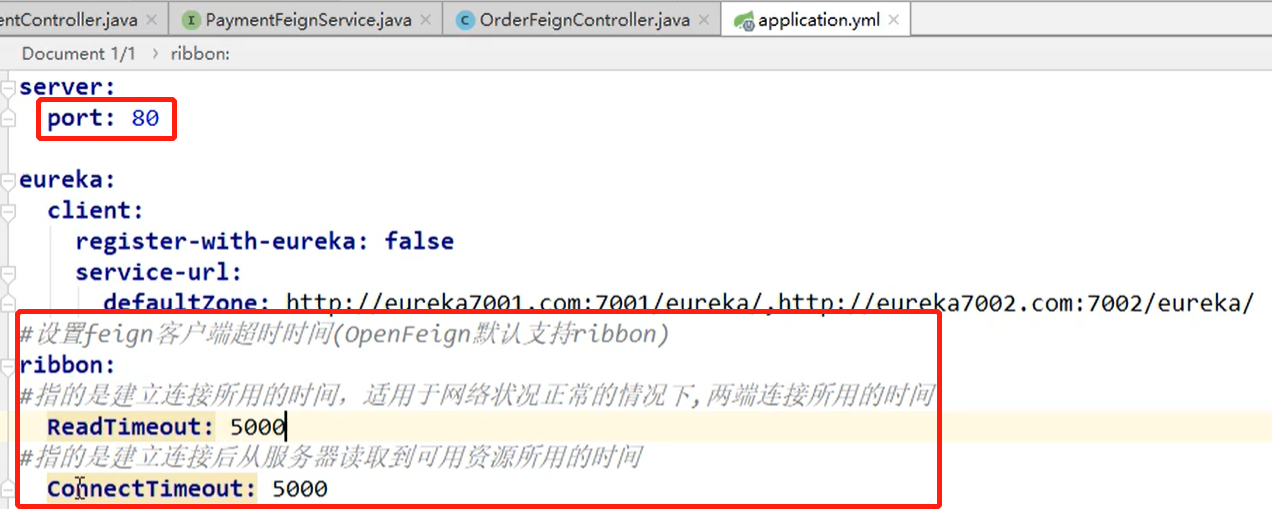 entController.java × PaymentFeignService.java × OrderFeignController.java × application.yml ×
Document 1/1 › ribbon:
server:
port: 80
eureka:
client:
register-with-eureka: false
service-url:
defaultZone: http://eureka7001.com:7001/eureka/,http://eureka7002.com:7002/eureka/
#设置feign客户端超时时间(OpenFeign默认支持ribbon)
ribbon:
#指的是建立连接所用的时间，适用于网络状况正常的情况下,两端连接所用的时间
ReadTimeout: 5000
#指的是建立连接后从服务器读取到可用资源所用的时间
ConnectTimeout: 5000